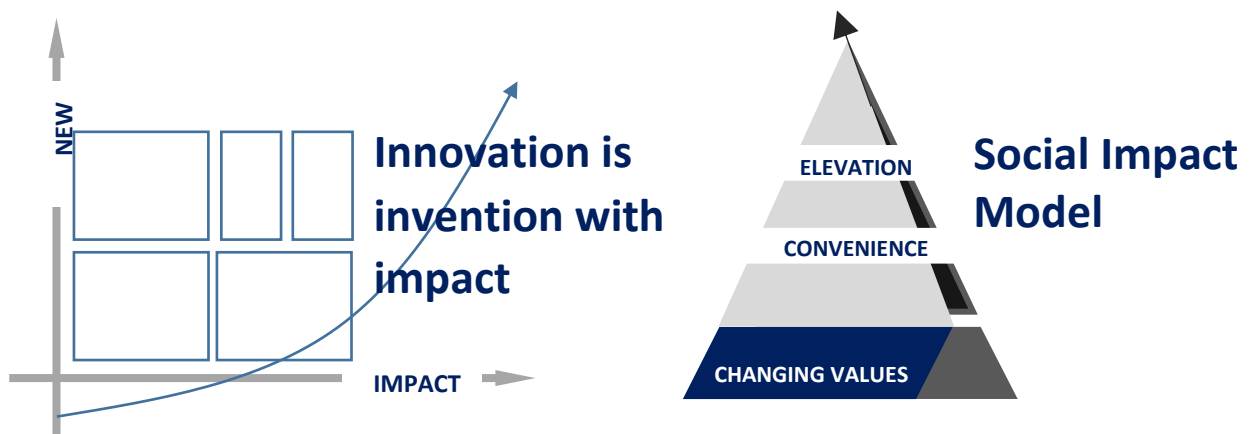 NEW
Innovation is
invention with
impact
IMPACT
ELEVATION
CONVENIENCE
CHANGING VALUES
Social Impact
Model